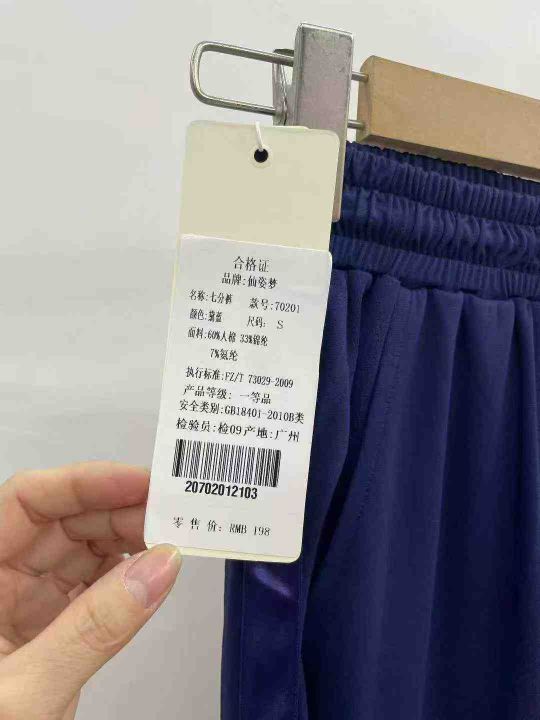 合格证
品牌:仙姿梦
名称:七分裤 款号:70201
颜色:紫蓝 尺码: S
面料:60%人棉 33%锦纶
7%氨纶
执行标准:FZ/T 73029-2009
产品等级: 一等品
安全类别:GB18401-2010B类
检验员:检09产地:广州
20702012103
零 售 价: RMB 198